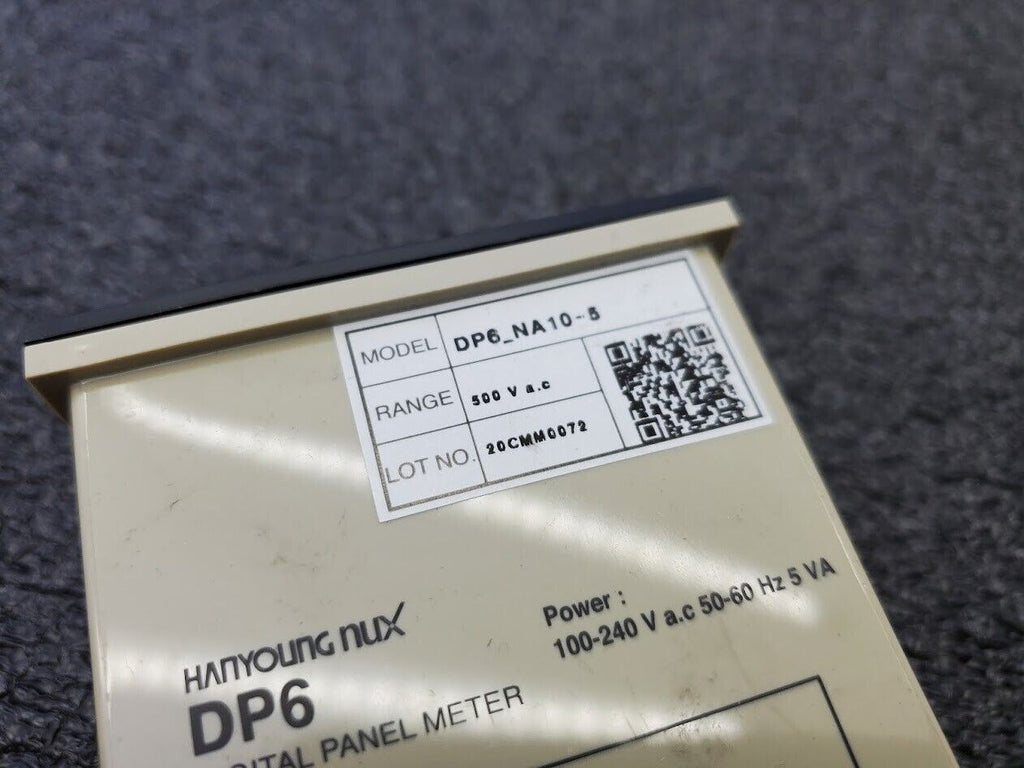 MODEL DP6_NA10-5
RANGE 500 V a.c
LOT NO. 20CMM0072
Power :
100-240 V a.c 50-60 Hz 5 VA
HANYOUNG nux
DP6
PANEL METER